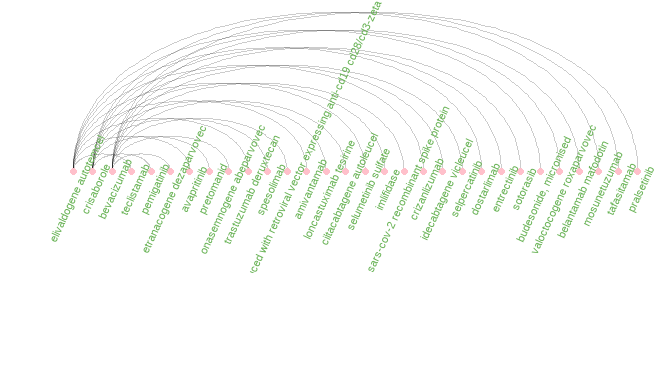 elivaldogene autotemcel
crisaborole
bevacizumab
teclistamab
pemigatinib
etranacogene dezaparvovec
avapritinib
pretomanid
onasemnogene abeparvovec
trastuzumab deruxtecan
spesolimab
ced with retroviral vector expressing anti-cd19 cd28/cd3-zeta
amivantamab
loncastuximab tesirine
ciltacabtagene autoleucel
selumetinib sulfate
imlifidase
sars-cov-2 recombinant spike protein
crizanlizumab
idecabtagene vicleucel
selpercatinib
dostarlimab
entrectinib
sotorasib
budesonide, micronised
valoctocogene roxaparvovec
belantamab mafodotin
mosunetuzumab
tafasitamab
pralsetinib